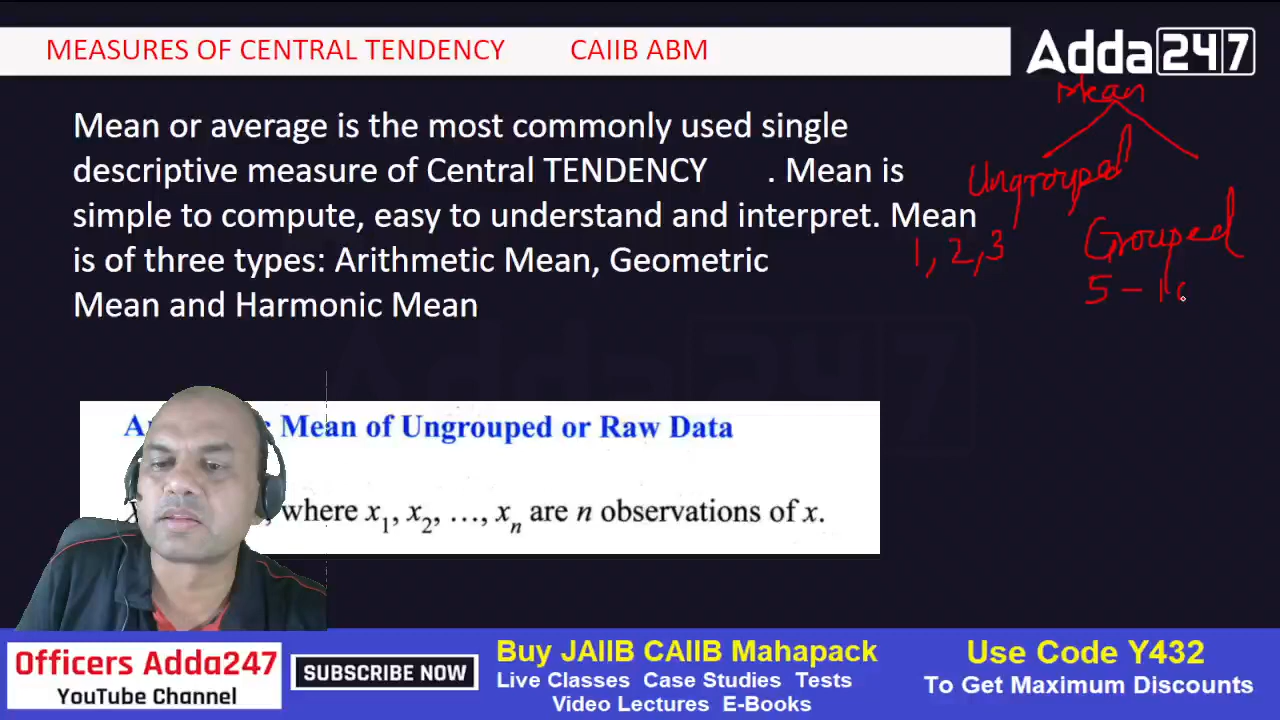 MEASURES OF CENTRAL TENDENCY CAIIB ABM
Adda247
Mean or average is the most commonly used single
descriptive measure of Central TENDENCY . Mean is
simple to compute, easy to understand and interpret. Mean
is of three types: Arithmetic Mean, Geometric
Mean and Harmonic Mean
Mean
Ungrouped
1, 2, 3
Grouped
5 –
Mean of Ungrouped or Raw Data
where x₁, x₂, ..., xₙ are n observations of x.
Officers Adda247
YouTube Channel
SUBSCRIBE NOW
Buy JAIIB CAIIB Mahapack
Live Classes Case Studies Tests
Video Lectures E-Books
Use Code Y432
To Get Maximum Discounts